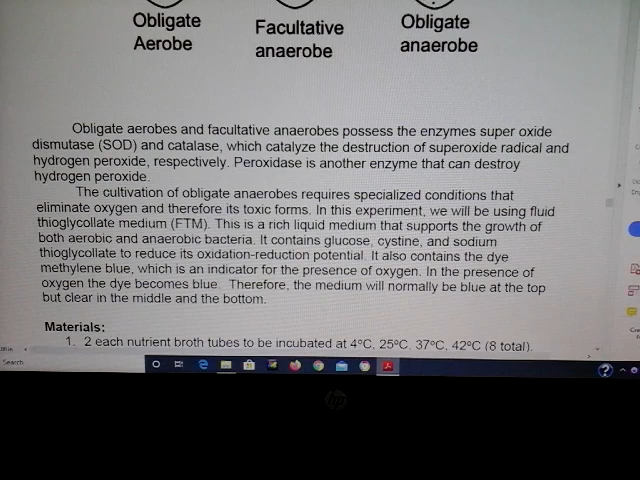 Obligate
Aerobe
Facultative
anaerobe
Obligate
anaerobe
Obligate aerobes and facultative anaerobes possess the enzymes super oxide
dismutase (SOD) and catalase, which catalyze the destruction of superoxide radical and
hydrogen peroxide, respectively. Peroxidase is another enzyme that can destroy
hydrogen peroxide.
The cultivation of obligate anaerobes requires specialized conditions that
eliminate oxygen and therefore its toxic forms. In this experiment, we will be using fluid
thioglycollate medium (FTM). This is a rich liquid medium that supports the growth of
both aerobic and anaerobic bacteria. It contains glucose, cystine, and sodium
thioglycollate to reduce its oxidation-reduction potential. It also contains the dye
methylene blue, which is an indicator for the presence of oxygen. In the presence of
oxygen the dye becomes blue. Therefore, the medium will normally be blue at the top
but clear in the middle and the bottom.
Materials:
1. 2 each nutrient broth tubes to be incubated at 4ºC, 25ºC, 37ºC, 42ºC (8 total).
Search
hp